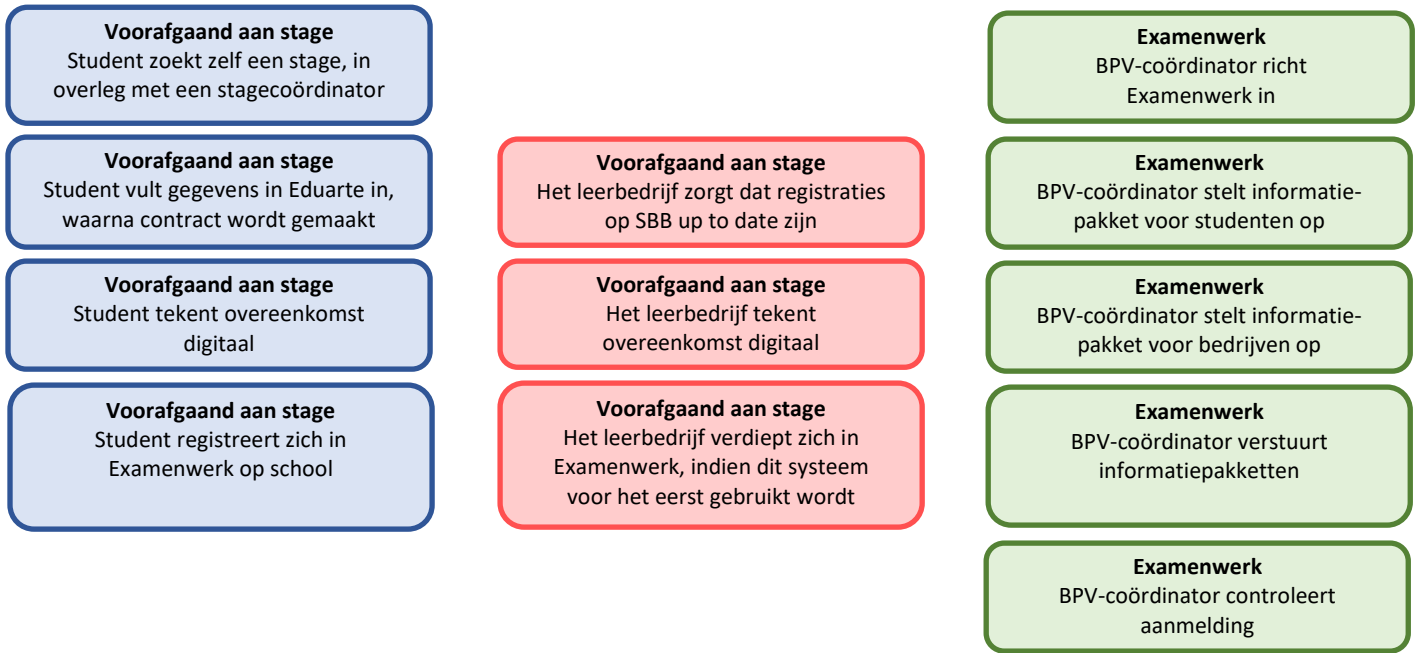 Voorafgaand aan stage
Student zoekt zelf een stage, in
overleg met een stagecoördinator
Voorafgaand aan stage
Student vult gegevens in Eduarte in,
waarna contract wordt gemaakt
Voorafgaand aan stage
Student tekent overeenkomst
digitaal
Voorafgaand aan stage
Student registreert zich in
Examenwerk op school
Voorafgaand aan stage
Het leerbedrijf zorgt dat registraties
op SBB up to date zijn
Voorafgaand aan stage
Het leerbedrijf tekent
overeenkomst digitaal
Voorafgaand aan stage
Het leerbedrijf verdiept zich in
Examenwerk, indien dit systeem
voor het eerst gebruikt wordt
Examenwerk
BPV-coördinator richt
Examenwerk in
Examenwerk
BPV-coördinator stelt informatie-
pakket voor studenten op
Examenwerk
BPV-coördinator stelt informatie-
pakket voor bedrijven op
Examenwerk
BPV-coördinator verstuurt
informatiepakketten
Examenwerk
BPV-coördinator controleert
aanmelding